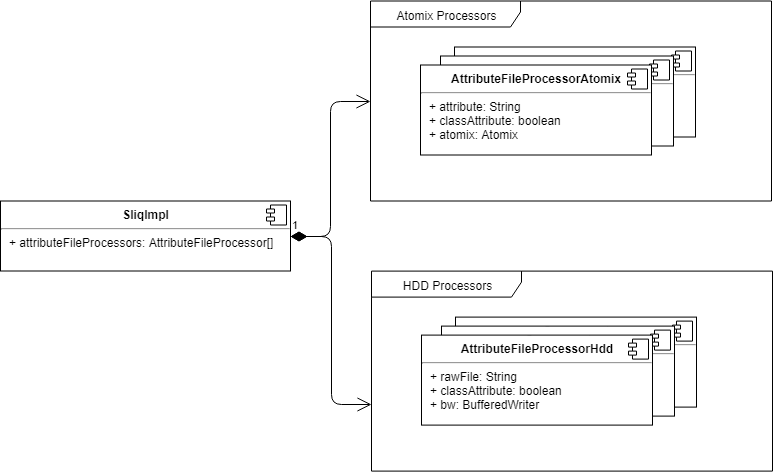 Atomix Processors
AttributeFileProcessorAtomix
+ attribute: String
+ classAttribute: boolean
+ atomix: Atomix
SliqImpl
+ attributeFileProcessors: AttributeFileProcessor[]
1
HDD Processors
AttributeFileProcessorHdd
+ rawFile: String
+ classAttribute: boolean
+ bw: BufferedWriter